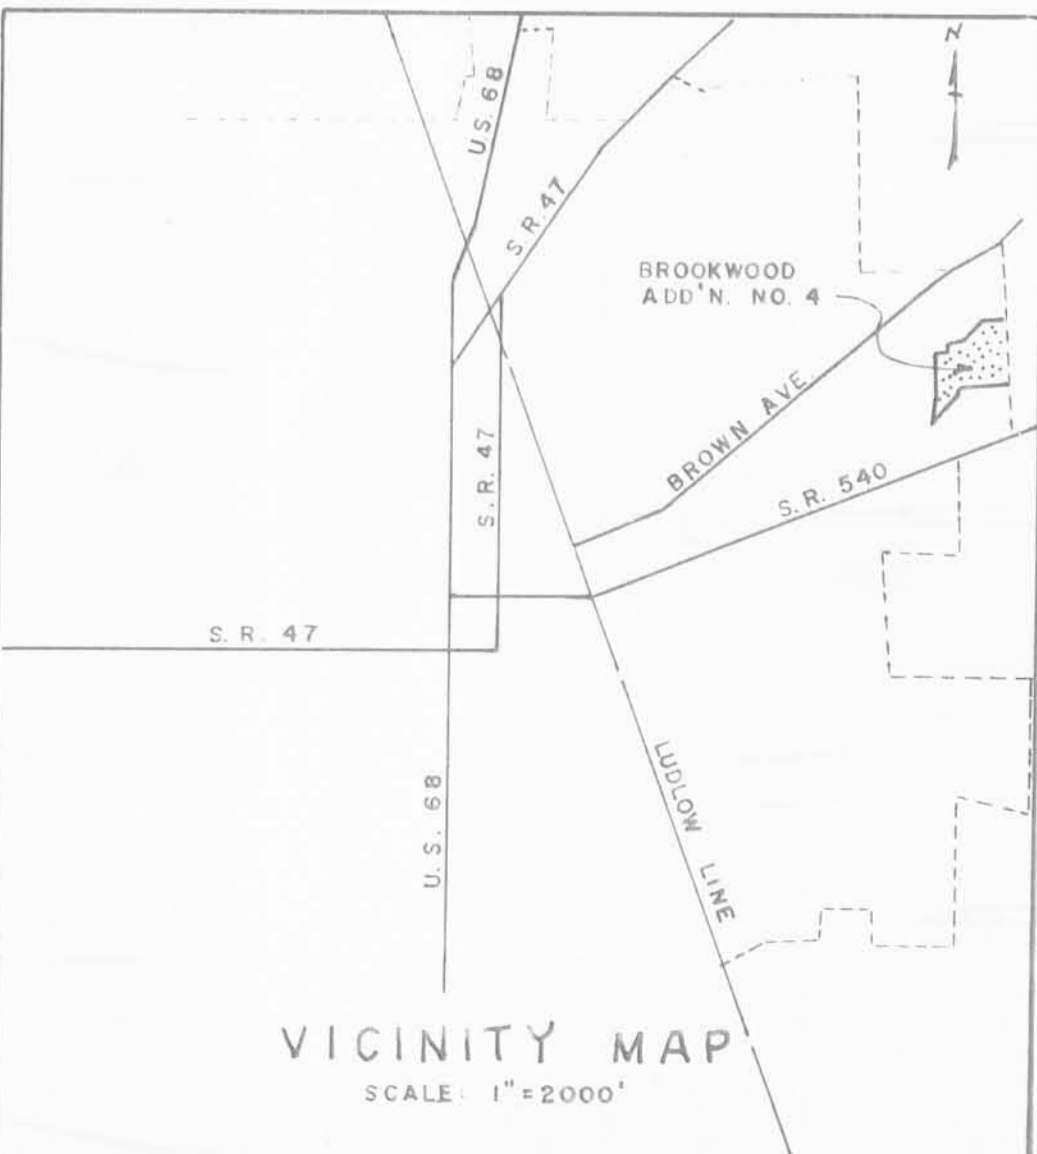 N
U.S. 68
S.R. 47
BROOKWOOD
ADD'N. NO. 4
BROWN AVE.
S.R. 47
S.R. 540
S.R. 47
LUDLOW LINE
U.S. 68
VICINITY MAP
SCALE: 1"=2000'